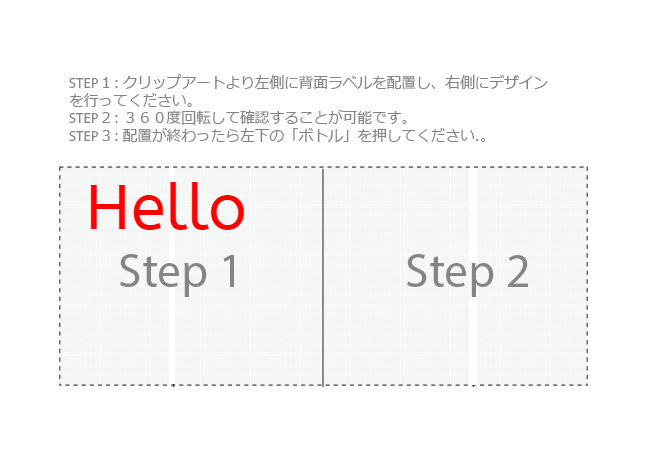 STEP 1 : クリップアートより左側に背面ラベルを配置し、右側にデザイン
を行ってください。
STEP 2 : ３６０度回転して確認することが可能です。
STEP 3 : 配置が終わったら左下の「ボトル」を押してください.。
Hello
Step 1
Step 2